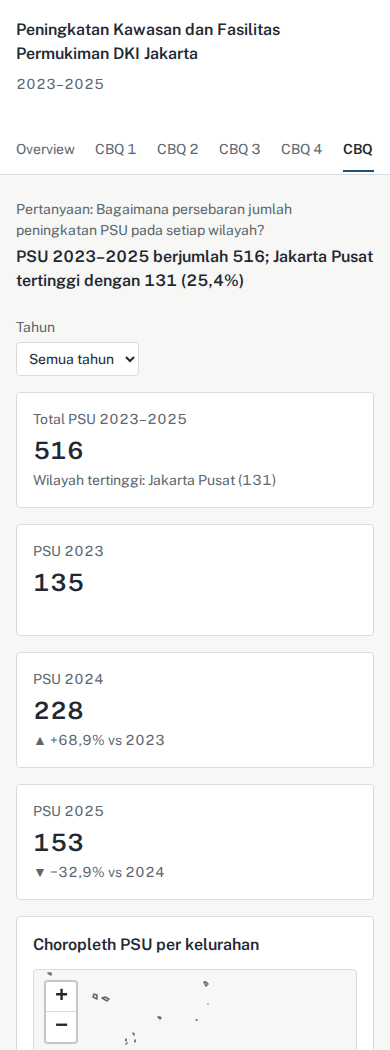 Peningkatan Kawasan dan Fasilitas
Permukiman DKI Jakarta
2023–2025
Overview CBQ 1 CBQ 2 CBQ 3 CBQ 4 CBQ
Pertanyaan: Bagaimana persebaran jumlah
peningkatan PSU pada setiap wilayah?
PSU 2023–2025 berjumlah 516; Jakarta Pusat
tertinggi dengan 131 (25,4%)
Tahun
Semua tahun
Total PSU 2023–2025
516
Wilayah tertinggi: Jakarta Pusat (131)
PSU 2023
135
PSU 2024
228
▲ +68,9% vs 2023
PSU 2025
153
▼ −32,9% vs 2024
Choropleth PSU per kelurahan
+
−